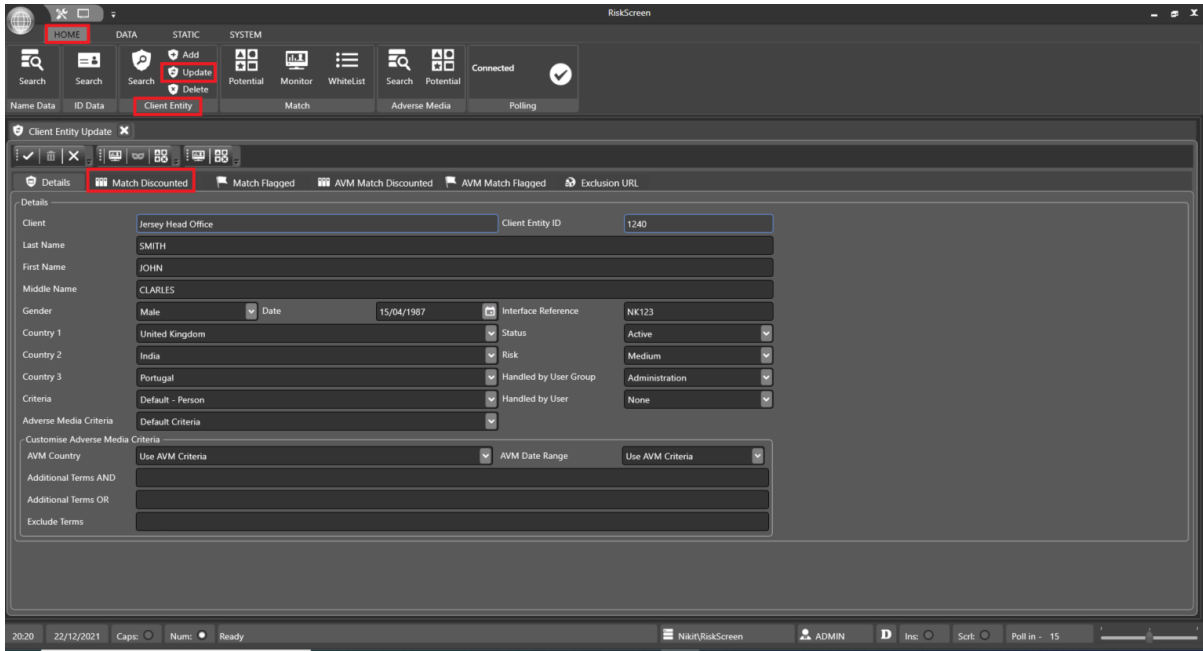 RiskScreen
HOME DATA STATIC SYSTEM
Search
Name Data
Search
ID Data
Search
Add
Update
Delete
Client Entity
Potential Monitor WhiteList
Match
Search Potential
Adverse Media
Connected
Polling
Client Entity Update
Details Match Discounted Match Flagged AVM Match Discounted AVM Match Flagged Exclusion URL
Details
Client Jersey Head Office Client Entity ID 1240
Last Name SMITH
First Name JOHN
Middle Name CLARLES
Gender Male Date 15/04/1987 Interface Reference NK123
Country 1 United Kingdom Status Active
Country 2 India Risk Medium
Country 3 Portugal Handled by User Group Administration
Criteria Default - Person Handled by User None
Adverse Media Criteria Default Criteria
Customise Adverse Media Criteria
AVM Country Use AVM Criteria AVM Date Range Use AVM Criteria
Additional Terms AND
Additional Terms OR
Exclude Terms
20:20 22/12/2021 Caps: Num: Ready Nikit\RiskScreen ADMIN D Ins: Scrl: Poll in - 15